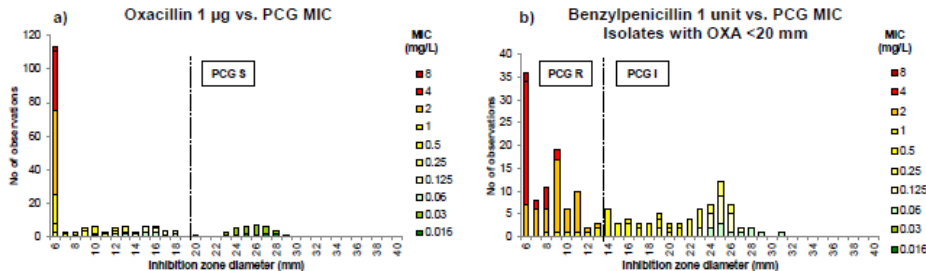 a)
Oxacillin 1 µg vs. PCG MIC
No of observations
120
100
80
60
40
20
0
PCG S
6 8 10 12 14 16 18 20 22 24 26 28 30 32 34 36 38 40
Inhibition zone diameter (mm)
MIC
(mg/L)
8
4
2
1
0.5
0.25
0.125
0.06
0.03
0.016
b)
Benzylpenicillin 1 unit vs. PCG MIC
Isolates with OXA <20 mm
No of observations
40
35
30
25
20
15
10
5
0
PCG R
PCG I
6 8 10 12 14 16 18 20 22 24 26 28 30 32 34 36 38 40
Inhibition zone diameter (mm)
MIC
(mg/L)
8
4
2
1
0.5
0.25
0.125
0.06
0.03
0.016